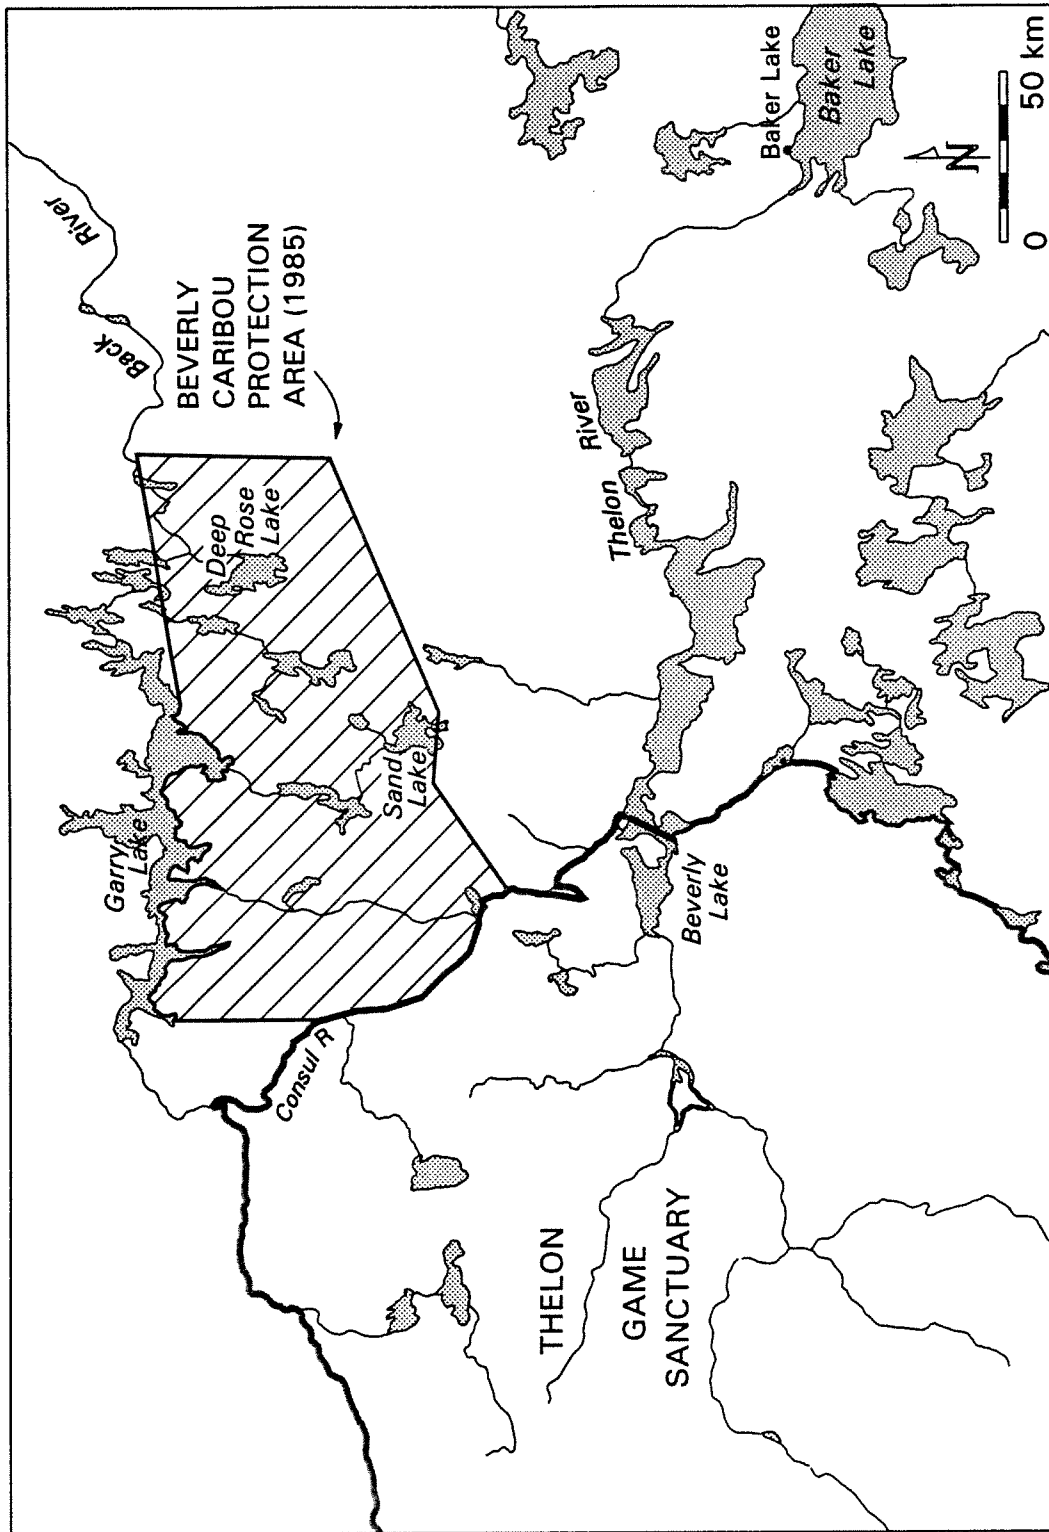 River
Back
BEVERLY
CARIBOU
PROTECTION
AREA (1985)
Garry
Lake
Deep
Rose
Lake
Sand
Lake
Consul R
Thelon
River
Beverly
Lake
Baker Lake
Baker
Lake
THELON
GAME
SANCTUARY
N
0
50 km